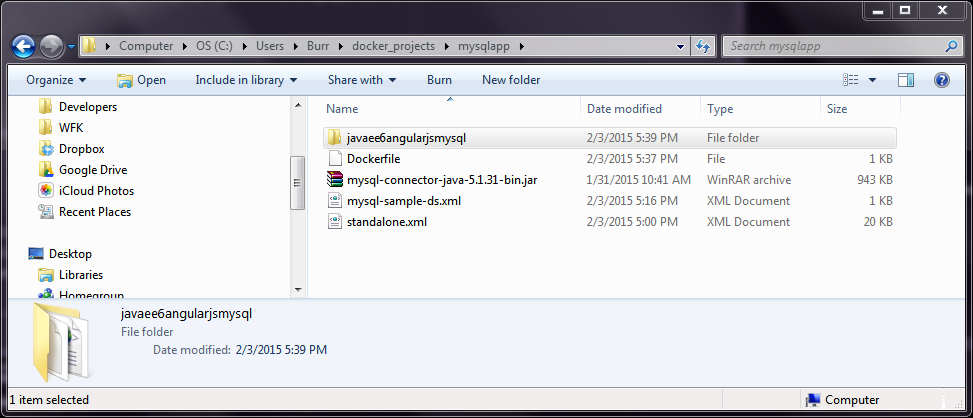 Computer OS (C:) Users Burr docker_projects mysqlapp Search mysqlapp
Organize Open Include in library Share with Burn New folder
Developers
WFK
Dropbox
Google Drive
iCloud Photos
Recent Places
Desktop
Libraries
Homegroup
Name Date modified Type Size
javaee6angularjsmysql 2/3/2015 5:39 PM File folder
Dockerfile 2/3/2015 5:37 PM File 1 KB
mysql-connector-java-5.1.31-bin.jar 1/31/2015 10:41 AM WinRAR archive 943 KB
mysql-sample-ds.xml 2/3/2015 5:16 PM XML Document 1 KB
standalone.xml 2/3/2015 5:00 PM XML Document 20 KB
javaee6angularjsmysql
File folder
Date modified: 2/3/2015 5:39 PM
1 item selected Computer